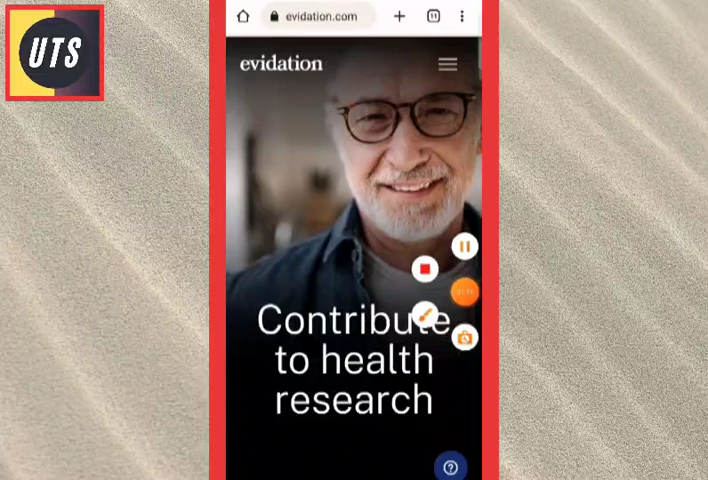 UTS
evidation.com
11
evidation
Contribute
to health
research